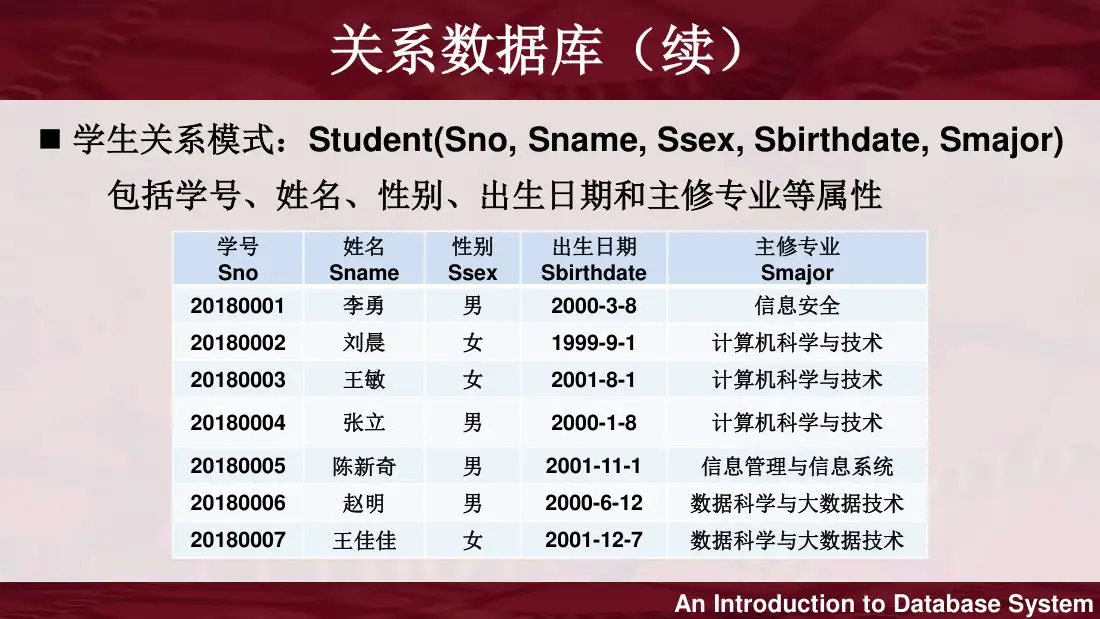 关系数据库（续）
■ 学生关系模式：Student(Sno, Sname, Ssex, Sbirthdate, Smajor)
包括学号、姓名、性别、出生日期和主修专业等属性
学号 姓名 性别 出生日期 主修专业
Sno Sname Ssex Sbirthdate Smajor
20180001 李勇 男 2000-3-8 信息安全
20180002 刘晨 女 1999-9-1 计算机科学与技术
20180003 王敏 女 2001-8-1 计算机科学与技术
20180004 张立 男 2000-1-8 计算机科学与技术
20180005 陈新奇 男 2001-11-1 信息管理与信息系统
20180006 赵明 男 2000-6-12 数据科学与大数据技术
20180007 王佳佳 女 2001-12-7 数据科学与大数据技术
An Introduction to Database System